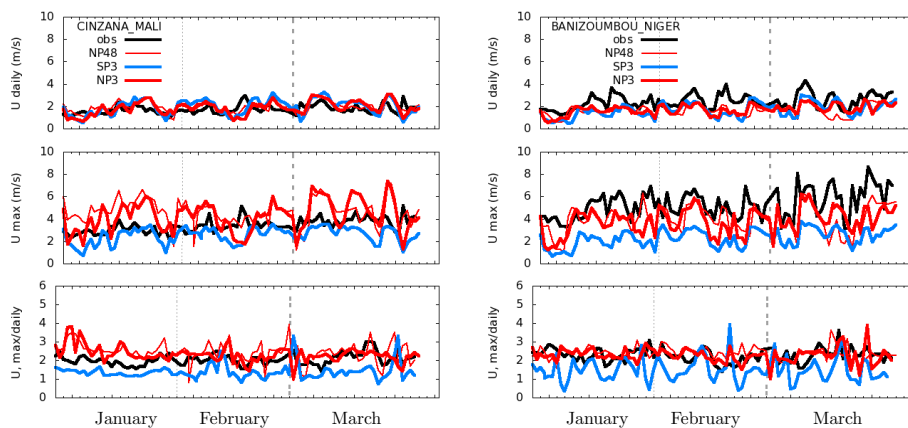 CINZANA_MALI
obs
NP48
SP3
NP3
U daily (m/s)
10
8
6
4
2
0
BANIZOUMBOU_NIGER
obs
NP48
SP3
NP3
U daily (m/s)
10
8
6
4
2
0
U max (m/s)
10
8
6
4
2
0
U max (m/s)
10
8
6
4
2
0
U, max/daily
6
5
4
3
2
1
0
U, max/daily
6
5
4
3
2
1
0
January February March
January February March